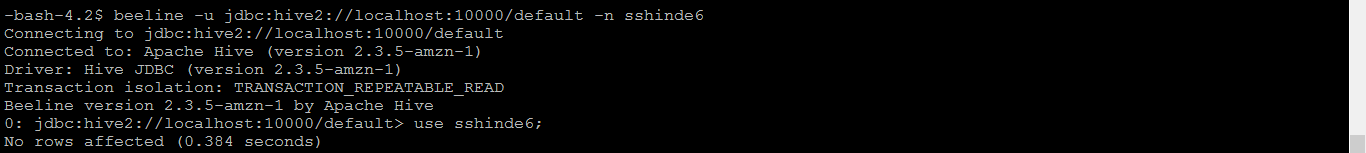 -bash-4.2$ beeline -u jdbc:hive2://localhost:10000/default -n sshinde6
Connecting to jdbc:hive2://localhost:10000/default
Connected to: Apache Hive (version 2.3.5-amzn-1)
Driver: Hive JDBC (version 2.3.5-amzn-1)
Transaction isolation: TRANSACTION_REPEATABLE_READ
Beeline version 2.3.5-amzn-1 by Apache Hive
0: jdbc:hive2://localhost:10000/default> use sshinde6;
No rows affected (0.384 seconds)